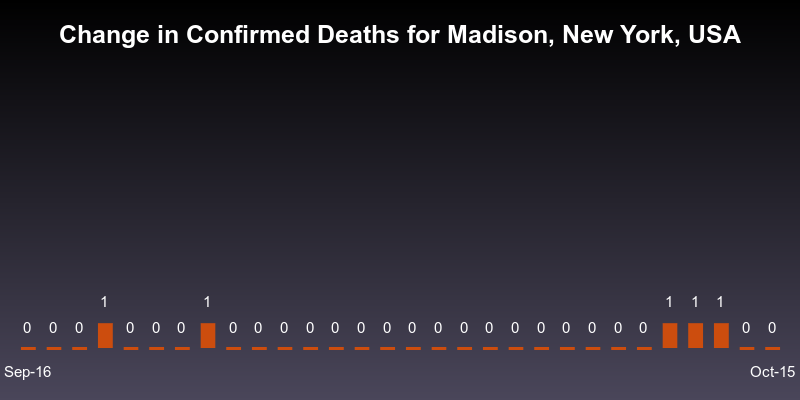 Change in Confirmed Deaths for Madison, New York, USA
1 1 1 1 1
0 0 0 0 0 0 0 0 0 0 0 0 0 0 0 0 0 0 0 0 0 0 0 0 0
Sep-16 Oct-15